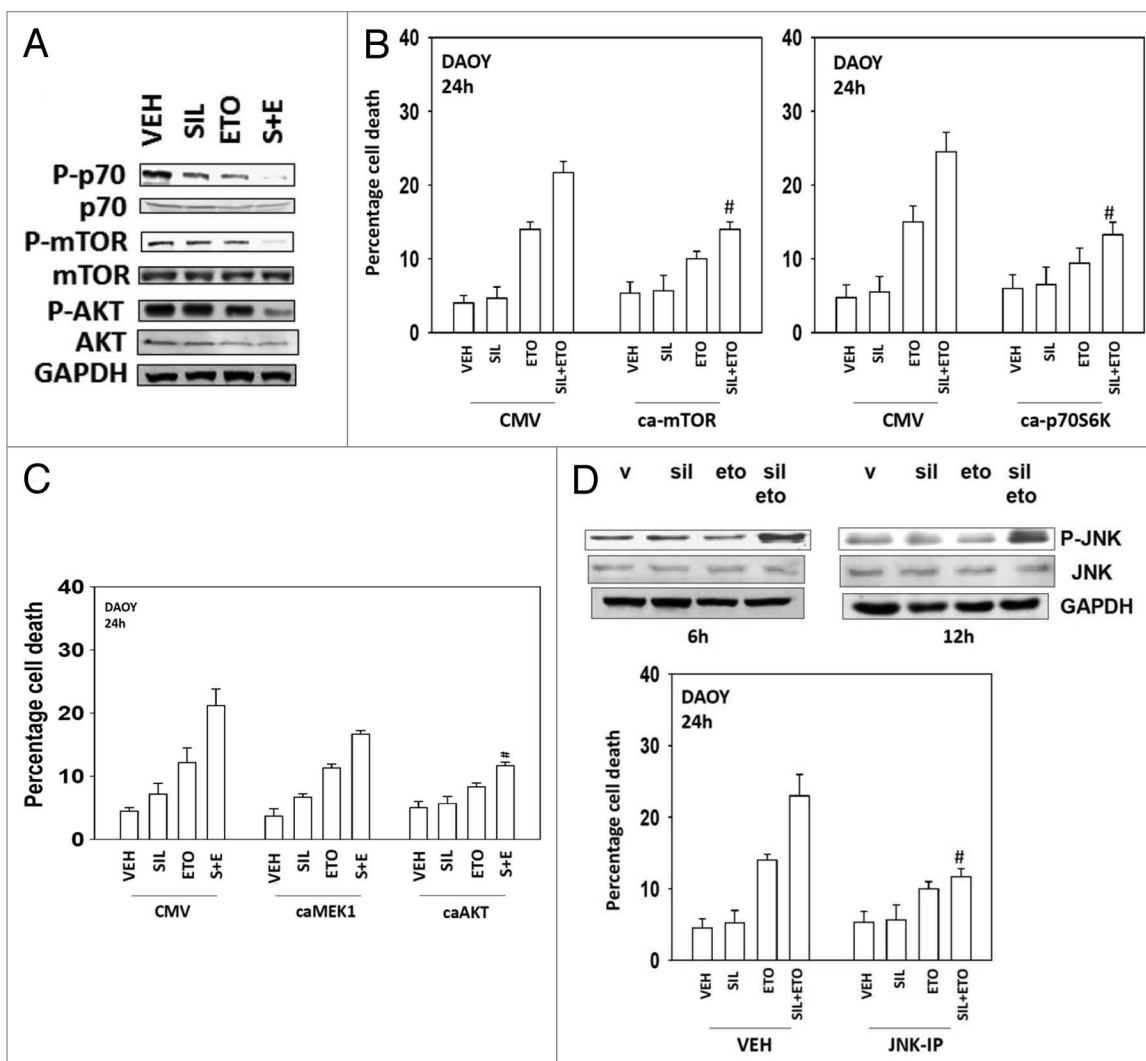 A
VEH SIL ETO S+E
P-p70
p70
P-mTOR
mTOR
P-AKT
AKT
GAPDH
B
Percentage cell death
40
30
20
10
0
DAOY
24h
VEH SIL ETO SIL+ETO VEH SIL ETO SIL+ETO
CMV ca-mTOR
#
40
30
20
10
0
DAOY
24h
#
VEH SIL ETO SIL+ETO VEH SIL ETO SIL+ETO
CMV ca-p70S6K
C
Percentage cell death
40
30
20
10
0
DAOY
24h
#
VEH SIL ETO S+E VEH SIL ETO S+E VEH SIL ETO S+E
CMV caMEK1 caAKT
D
v sil eto sil
eto
v sil eto sil
eto
P-JNK
JNK
GAPDH
6h 12h
Percentage cell death
40
30
20
10
0
DAOY
24h
#
VEH SIL ETO SIL+ETO VEH SIL ETO SIL+ETO
VEH JNK-IP